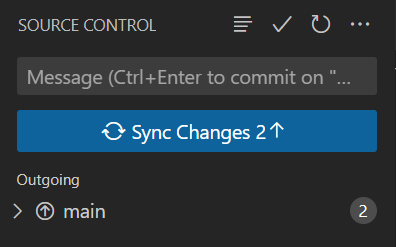 SOURCE CONTROL
Message (Ctrl+Enter to commit on "...
Sync Changes 2↑
Outgoing
main 2